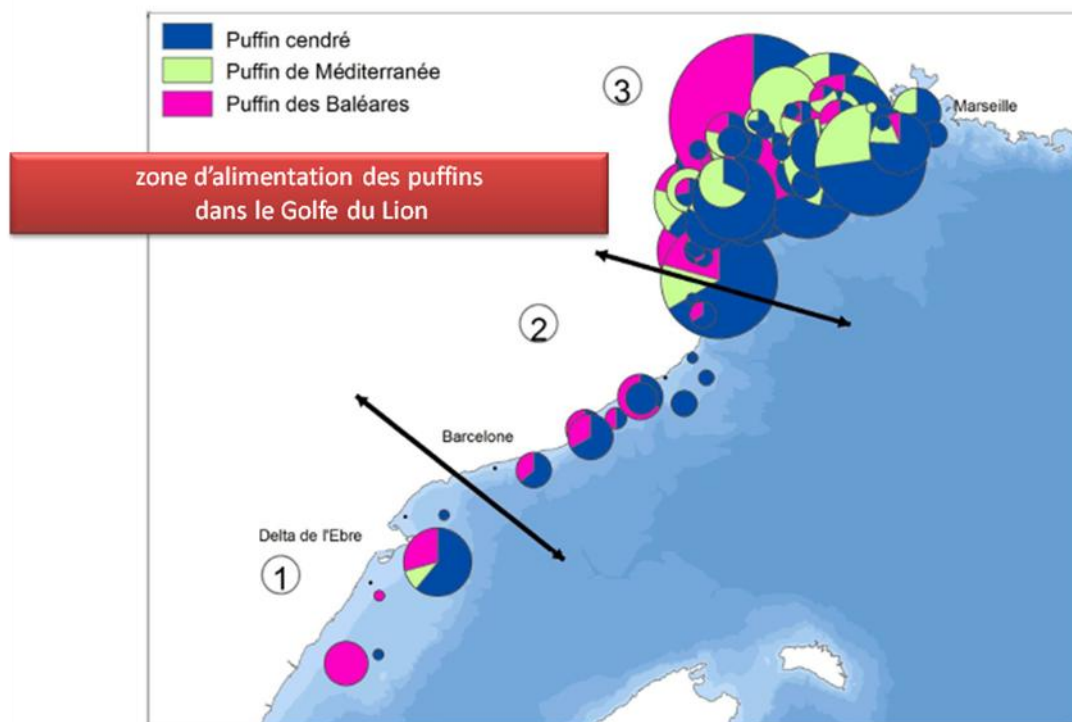 Puffin cendré
Puffin de Méditerranée
Puffin des Baléares
3
Marseille
zone d'alimentation des puffins
dans le Golfe du Lion
2
Barcelone
Delta de l'Ebre
1